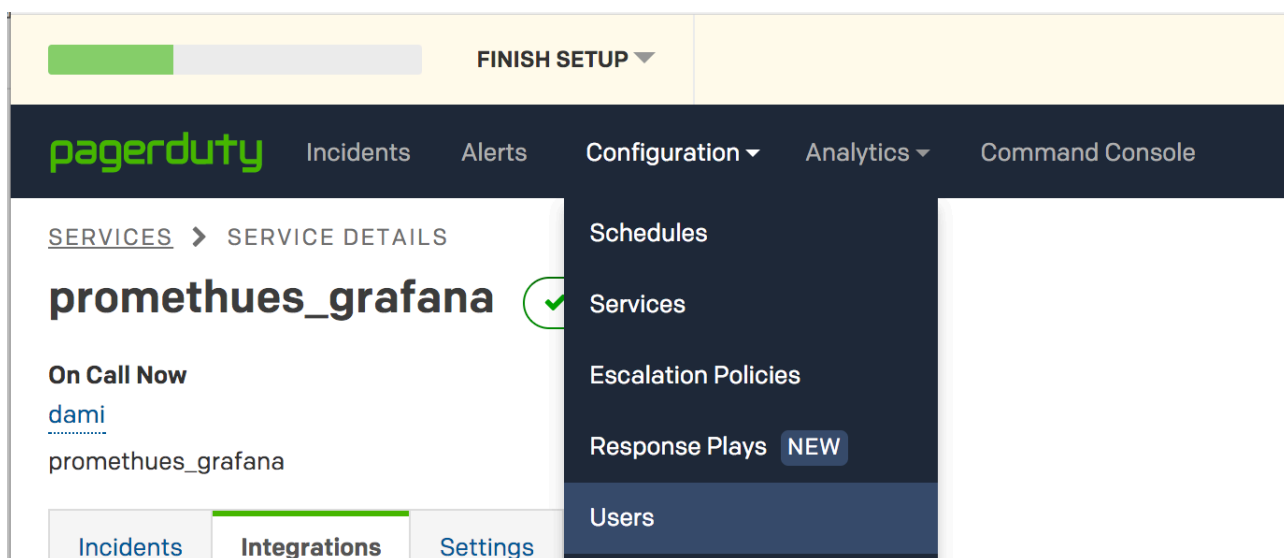 FINISH SETUP
pagerduty Incidents Alerts Configuration Analytics Command Console
SERVICES > SERVICE DETAILS
promethues_grafana
On Call Now
dami
promethues_grafana
Incidents Integrations Settings
Schedules
Services
Escalation Policies
Response Plays NEW
Users